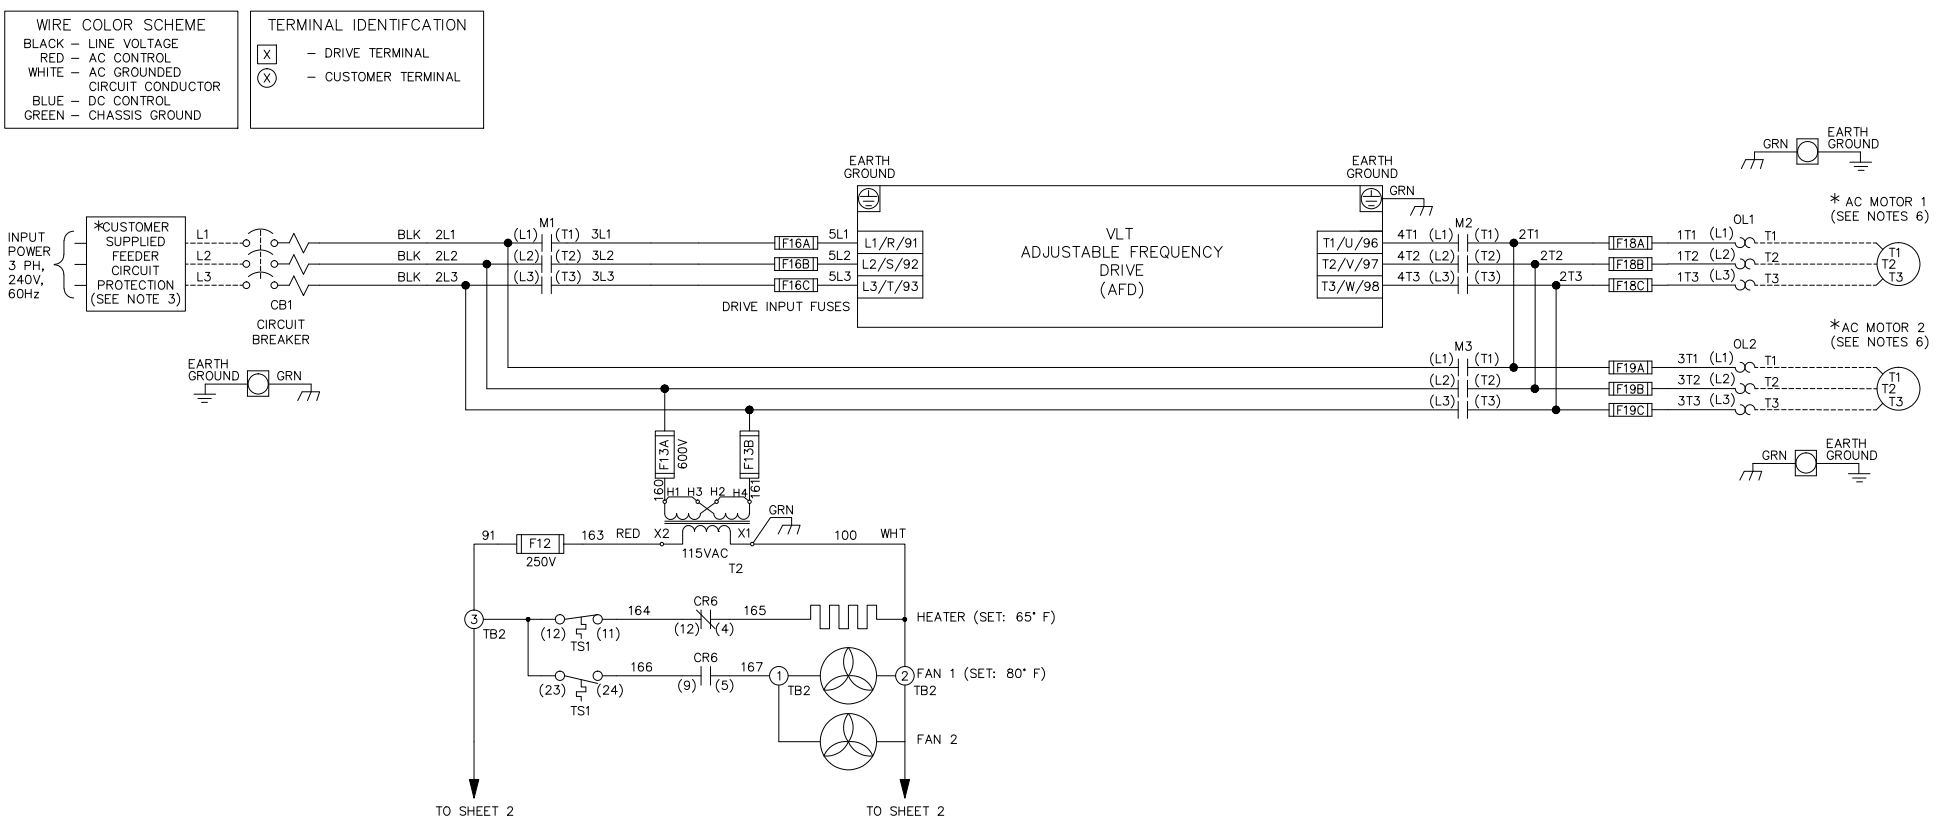 WIRE COLOR SCHEME
BLACK – LINE VOLTAGE
RED – AC CONTROL
WHITE – AC GROUNDED
CIRCUIT CONDUCTOR
BLUE – DC CONTROL
GREEN – CHASSIS GROUND
TERMINAL IDENTIFCATION
X – DRIVE TERMINAL
X – CUSTOMER TERMINAL
INPUT
POWER
3 PH,
240V,
60Hz
*CUSTOMER
SUPPLIED
FEEDER
CIRCUIT
PROTECTION
(SEE NOTE 3)
L1
L2
L3
CB1
CIRCUIT
BREAKER
EARTH
GROUND
GRN
BLK 2L1
BLK 2L2
BLK 2L3
M1
(L1) (T1) 3L1
(L2) (T2) 3L2
(L3) (T3) 3L3
F16A 5L1
F16B 5L2
F16C 5L3
DRIVE INPUT FUSES
EARTH
GROUND
L1/R/91
L2/S/92
L3/T/93
VLT
ADJUSTABLE FREQUENCY
DRIVE
(AFD)
EARTH
GROUND
GRN
T1/U/96
T2/V/97
T3/W/98
M2
4T1 (L1) (T1) 2T1
4T2 (L2) (T2) 2T2
4T3 (L3) (T3) 2T3
F18A 1T1 (L1) T1
F18B 1T2 (L2) T2
F18C 1T3 (L3) T3
OL1
GRN
EARTH
GROUND
* AC MOTOR 1
(SEE NOTES 6)
T1
T2
T3
M3
(L1) (T1)
(L2) (T2)
(L3) (T3)
F19A 3T1 (L1) T1
F19B 3T2 (L2) T2
F19C 3T3 (L3) T3
OL2
*AC MOTOR 2
(SEE NOTES 6)
T1
T2
T3
GRN
EARTH
GROUND
F13A
600V
F13B
160
161
H1 H3 H2 H4
GRN
91 F12 163 RED X2 X1 100 WHT
250V
115VAC
T2
3
TB2
(12) (11)
TS1
164
CR6
(12) (4)
165
HEATER (SET: 65° F)
(23) (24)
TS1
166
CR6
(9) (5)
167
1
TB2
2
TB2
FAN 1 (SET: 80° F)
FAN 2
TO SHEET 2
TO SHEET 2